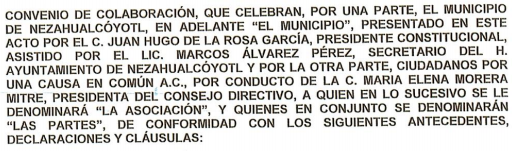 CONVENIO DE COLABORACIÓN, QUE CELEBRAN, POR UNA PARTE, EL MUNICIPIO
DE NEZAHUALCÓYOTL, EN ADELANTE "EL MUNICIPIO", PRESENTADO EN ESTE
ACTO POR EL C. JUAN HUGO DE LA ROSA GARCÍA, PRESIDENTE CONSTITUCIONAL,
ASISTIDO POR EL LIC. MARCOS ÁLVAREZ PÉREZ, SECRETARIO DEL H.
AYUNTAMIENTO DE NEZAHUALCÓYOTL Y POR LA OTRA PARTE, CIUDADANOS POR
UNA CAUSA EN COMÚN A.C., POR CONDUCTO DE LA C. MARIA ELENA MORERA
MITRE, PRESIDENTA DEL CONSEJO DIRECTIVO, A QUIEN EN LO SUCESIVO SE LE
DENOMINARÁ "LA ASOCIACIÓN", Y QUIENES EN CONJUNTO SE DENOMINARÁN
"LAS PARTES", DE CONFORMIDAD CON LOS SIGUIENTES ANTECEDENTES,
DECLARACIONES Y CLÁUSULAS: